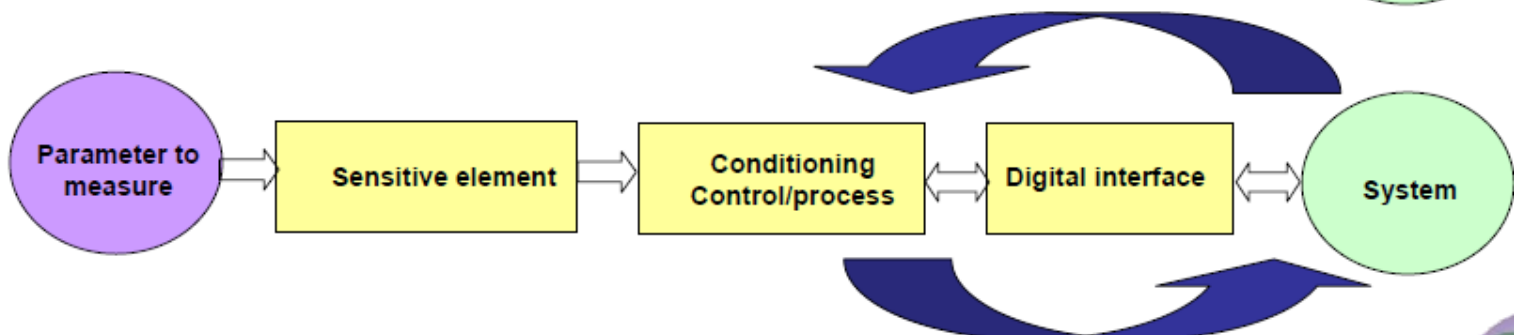 Parameter to
measure
Sensitive element
Conditioning
Control/process
Digital interface
System